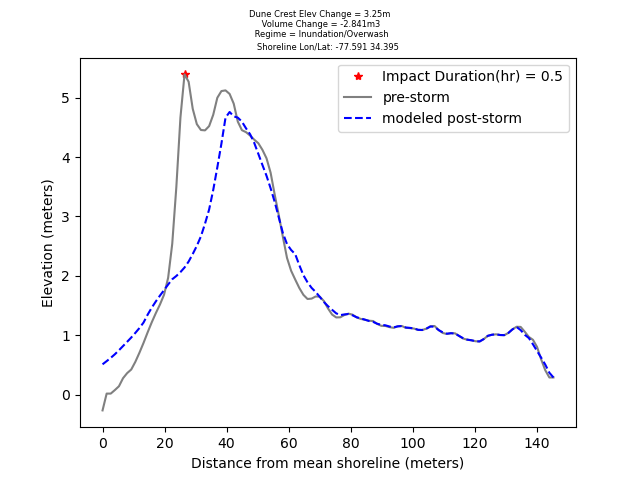 Dune Crest Elev Change = 3.25m
Volume Change = -2.841m3
Regime = Inundation/Overwash
Shoreline Lon/Lat: -77.591 34.395
Impact Duration(hr) = 0.5
pre-storm
modeled post-storm
Elevation (meters)
5
4
3
2
1
0
0 20 40 60 80 100 120 140
Distance from mean shoreline (meters)